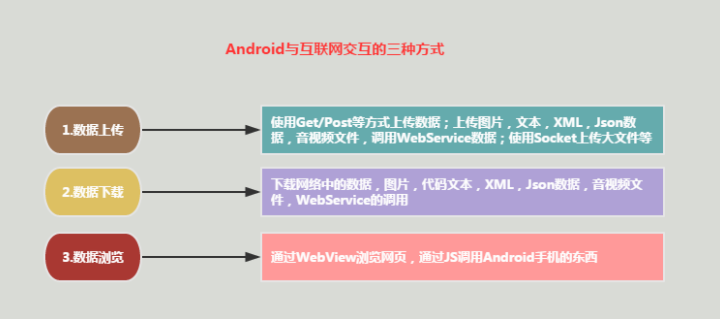 Android与互联网交互的三种方式
1.数据上传
使用Get/Post等方式上传数据；上传图片，文本，XML，Json数
据，音视频文件，调用WebService数据；使用Socket上传大文件等
2.数据下载
下载网络中的数据，图片，代码文本，XML，Json数据，音视频文
件，WebService的调用
3.数据浏览
通过WebView浏览网页，通过JS调用Android手机的东西